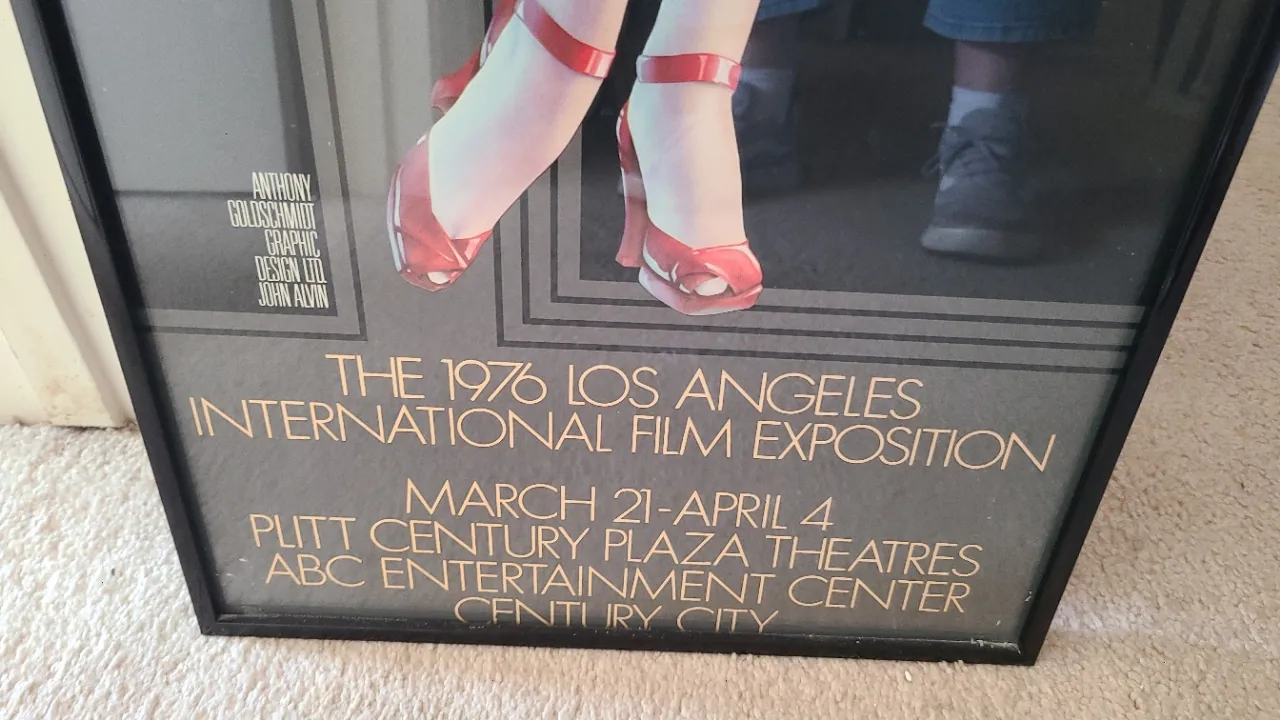 ANTHONY
GOLDSCHMIDT
GRAPHIC
DESIGN LTD.
JOHN ALVIN
THE 1976 LOS ANGELES
INTERNATIONAL FILM EXPOSITION
MARCH 21-APRIL 4
PLITT CENTURY PLAZA THEATRES
ABC ENTERTAINMENT CENTER
CENTURY CITY